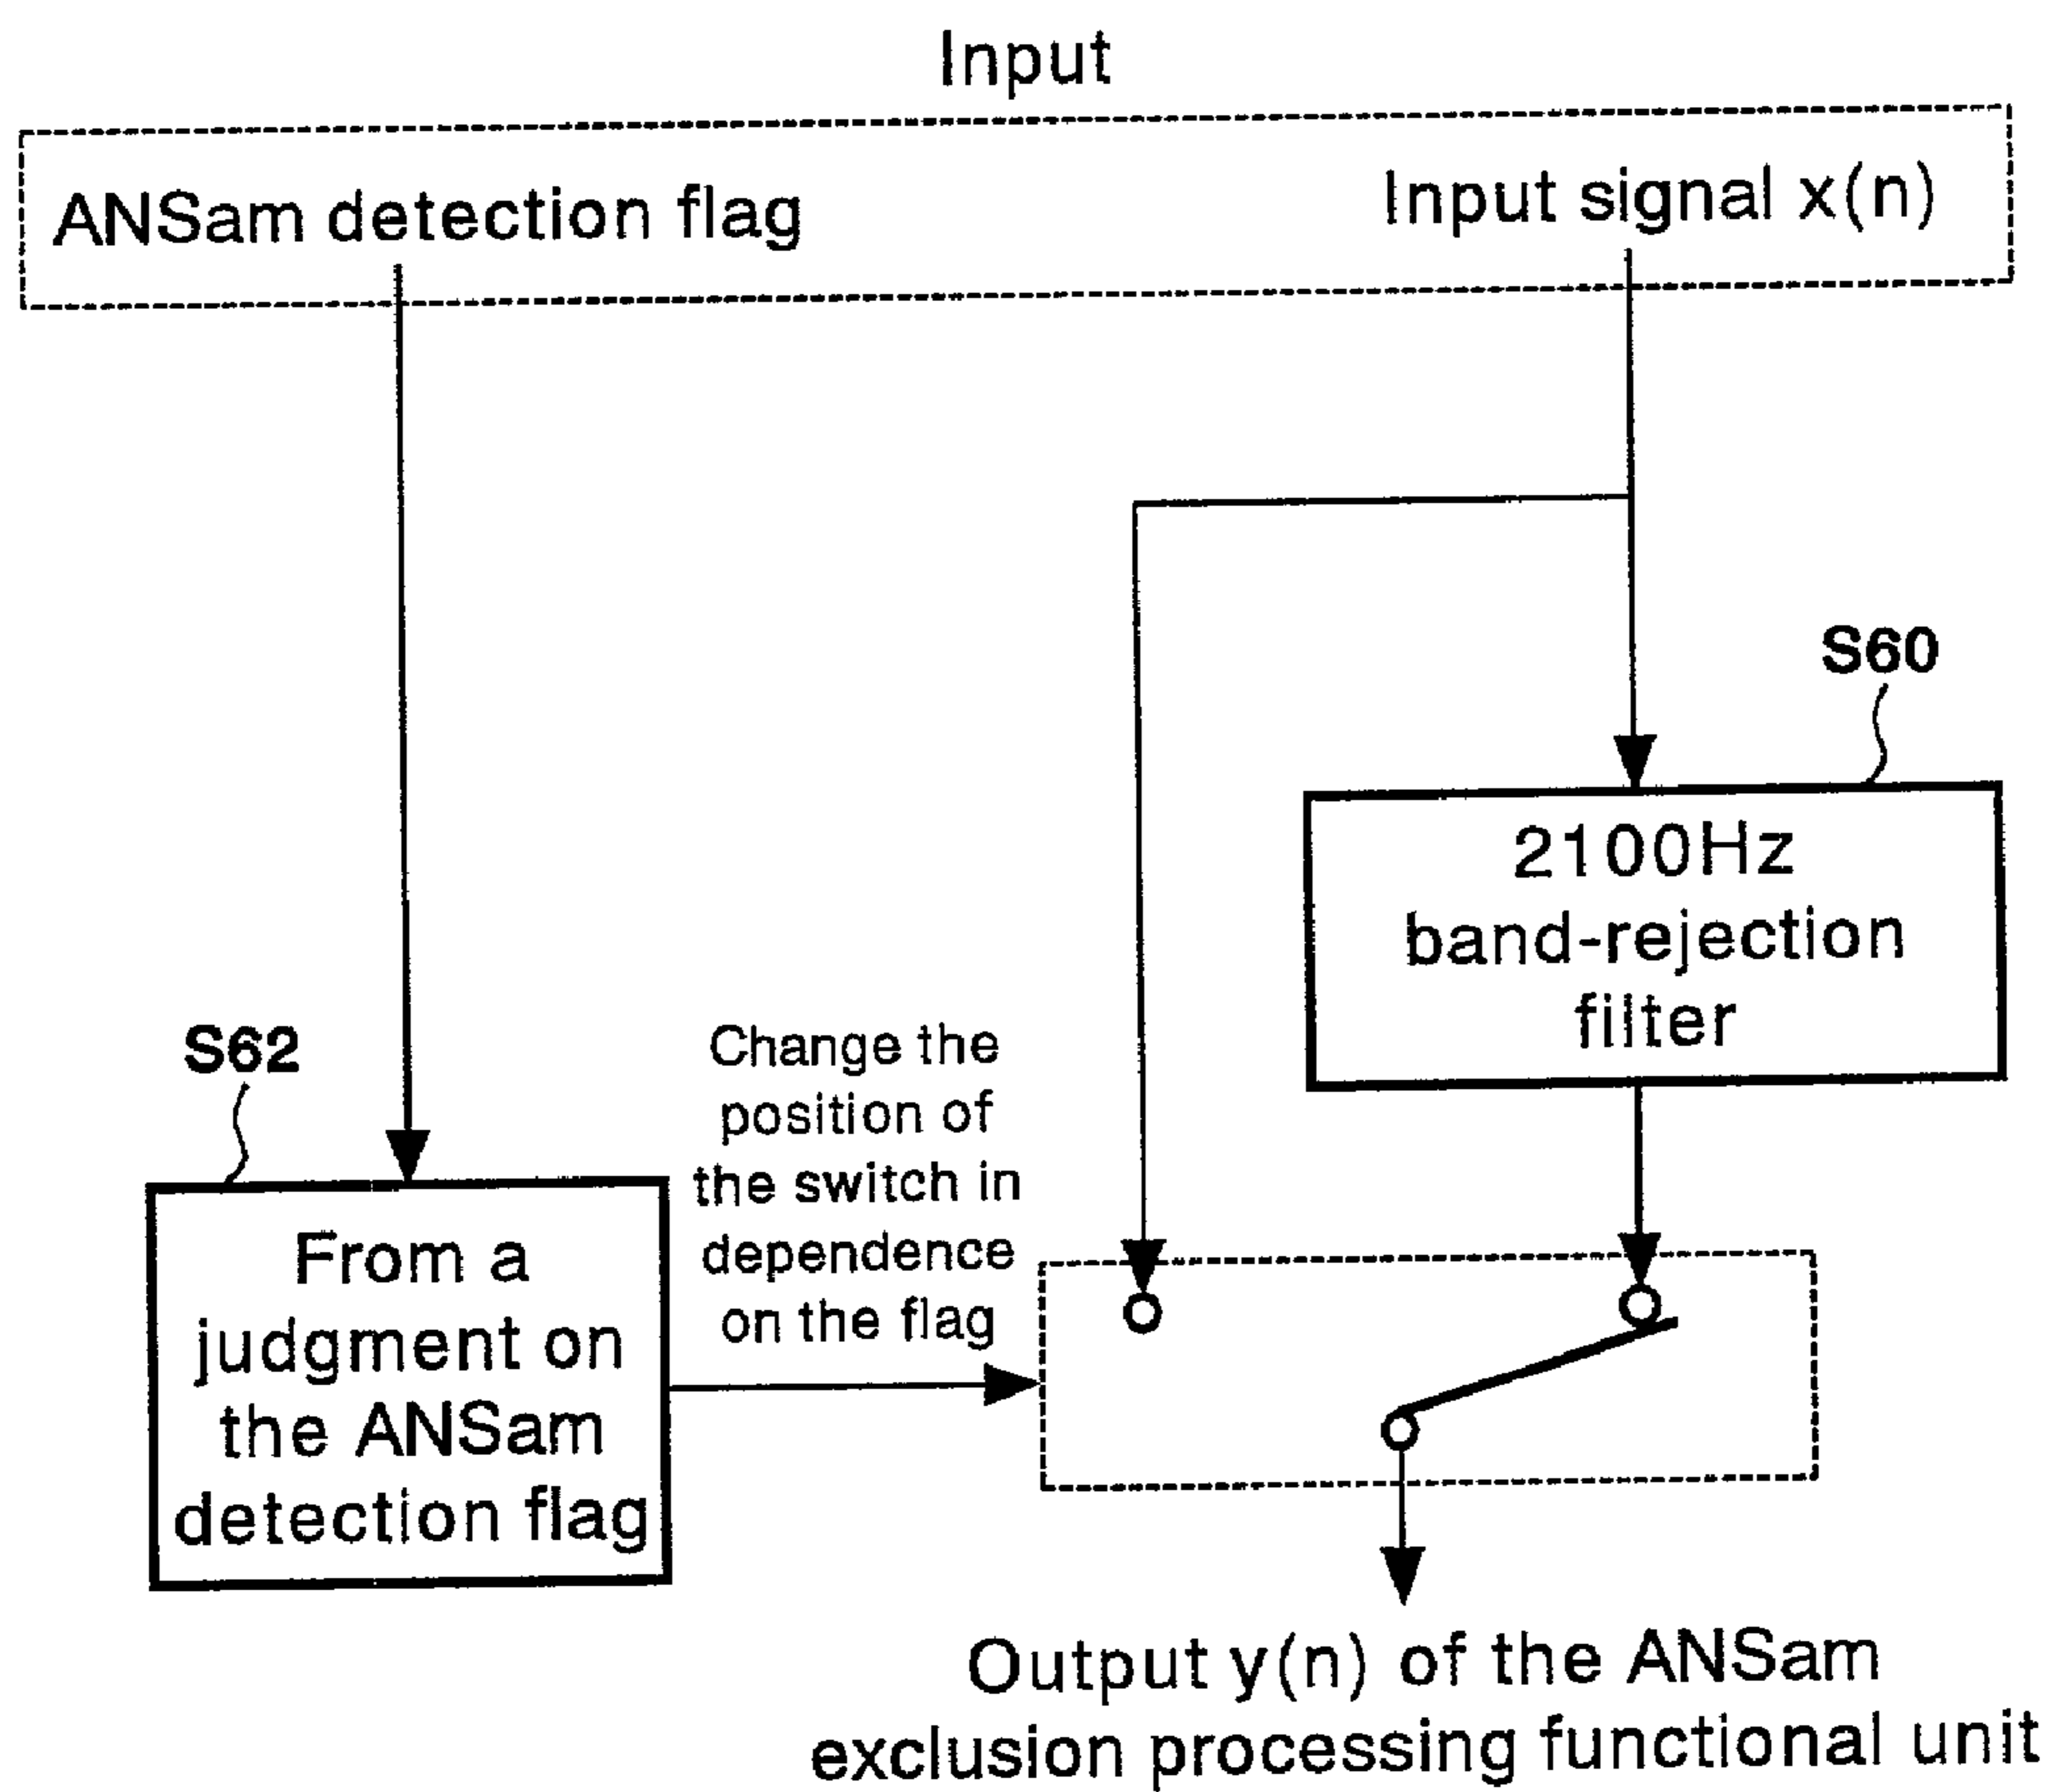 Input
ANSam detection flag
Input signal x(n)
S60
2100Hz
band-rejection
filter
S62
Change the
position of
the switch in
dependence
on the flag
From a
judgment on
the ANSam
detection flag
Output y(n) of the ANSam
exclusion processing functional unit